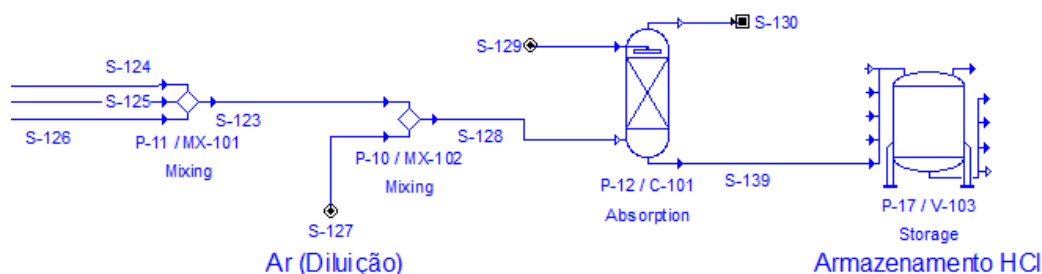 S-130
S-129
S-124
S-125
S-123
S-126
P-11 / MX-101
Mixing
S-128
P-10 / MX-102
Mixing
S-127
P-12 / C-101
Absorption
S-139
P-17 / V-103
Storage
Ar (Diluição)
Armazenamento HCl